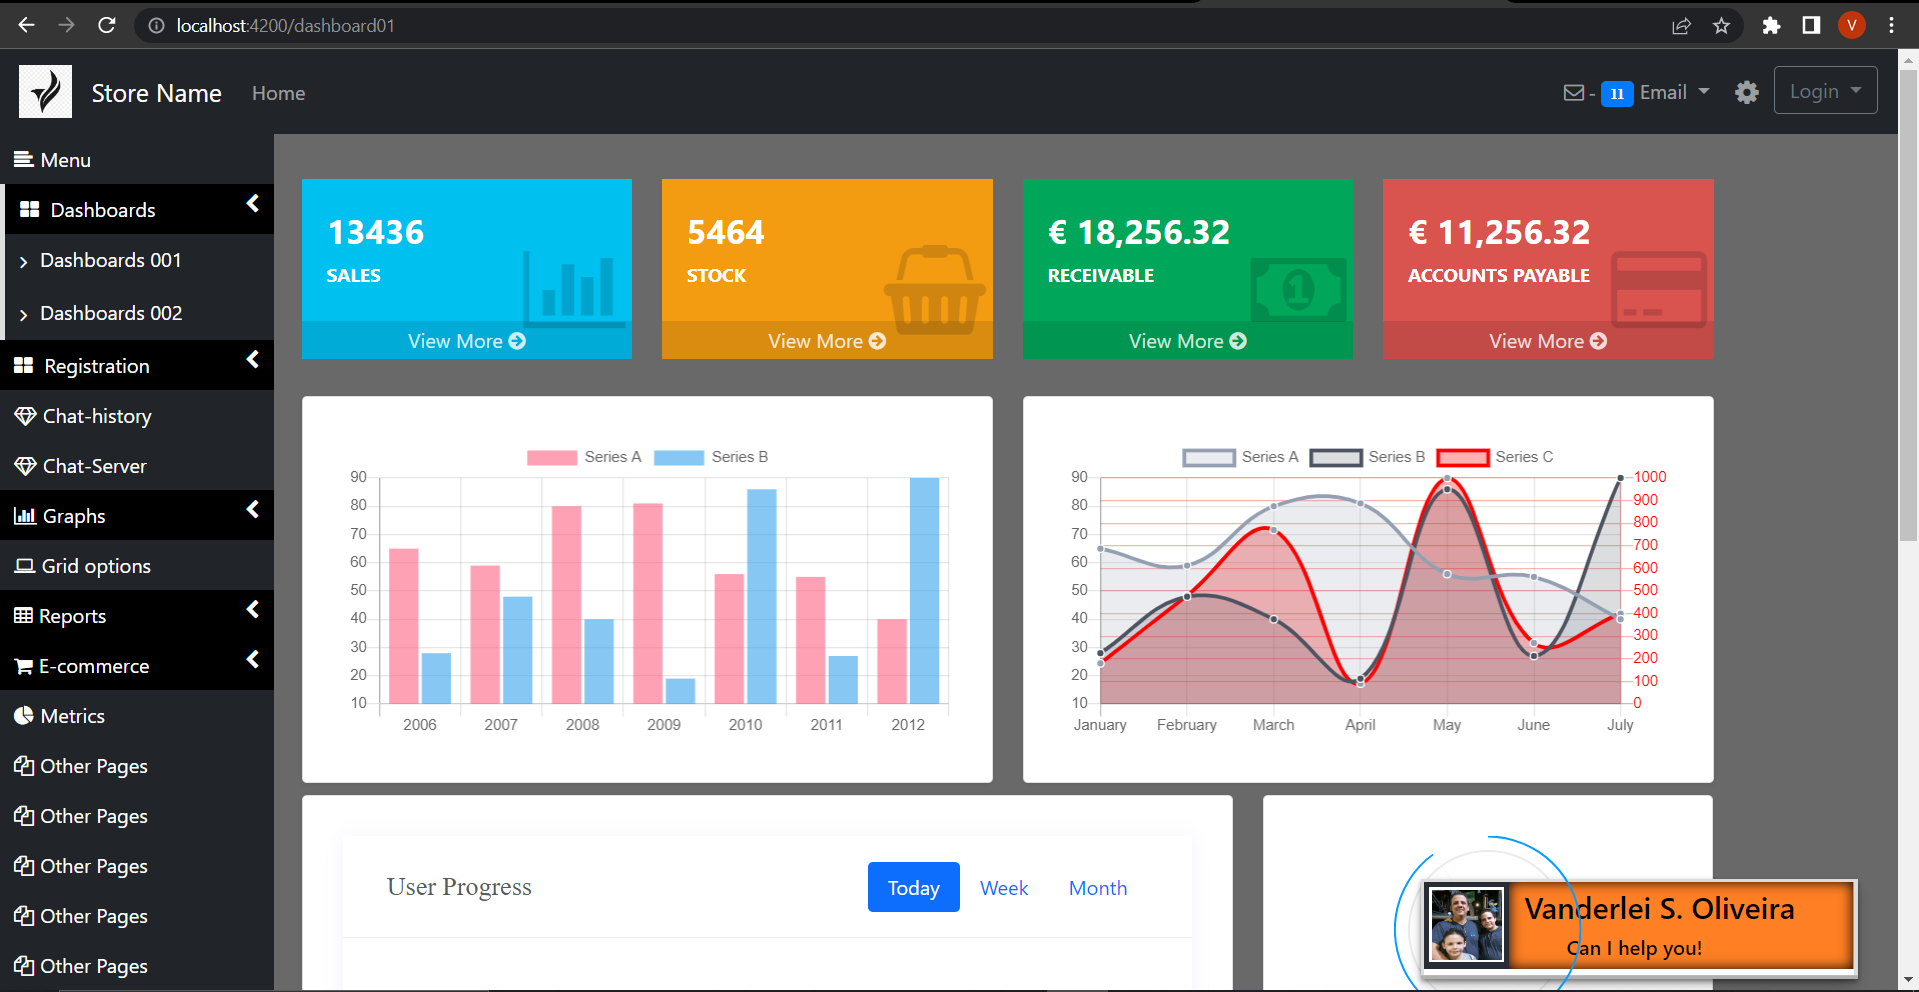 localhost:4200/dashboard01
V
Store Name
Home
- 11 Email
Login
Menu
Dashboards
Dashboards 001
Dashboards 002
Registration
Chat-history
Chat-Server
Graphs
Grid options
Reports
E-commerce
Metrics
Other Pages
Other Pages
Other Pages
Other Pages
Other Pages
13436
SALES
View More
5464
STOCK
View More
€ 18,256.32
RECEIVABLE
1
View More
€ 11,256.32
ACCOUNTS PAYABLE
View More
Series A Series B
90
80
70
60
50
40
30
20
10
2006 2007 2008 2009 2010 2011 2012
Series A Series B Series C
90
80
70
60
50
40
30
20
10
1000
900
800
700
600
500
400
300
200
100
0
January February March April May June July
User Progress
Today Week Month
Vanderlei S. Oliveira
Can I help you!